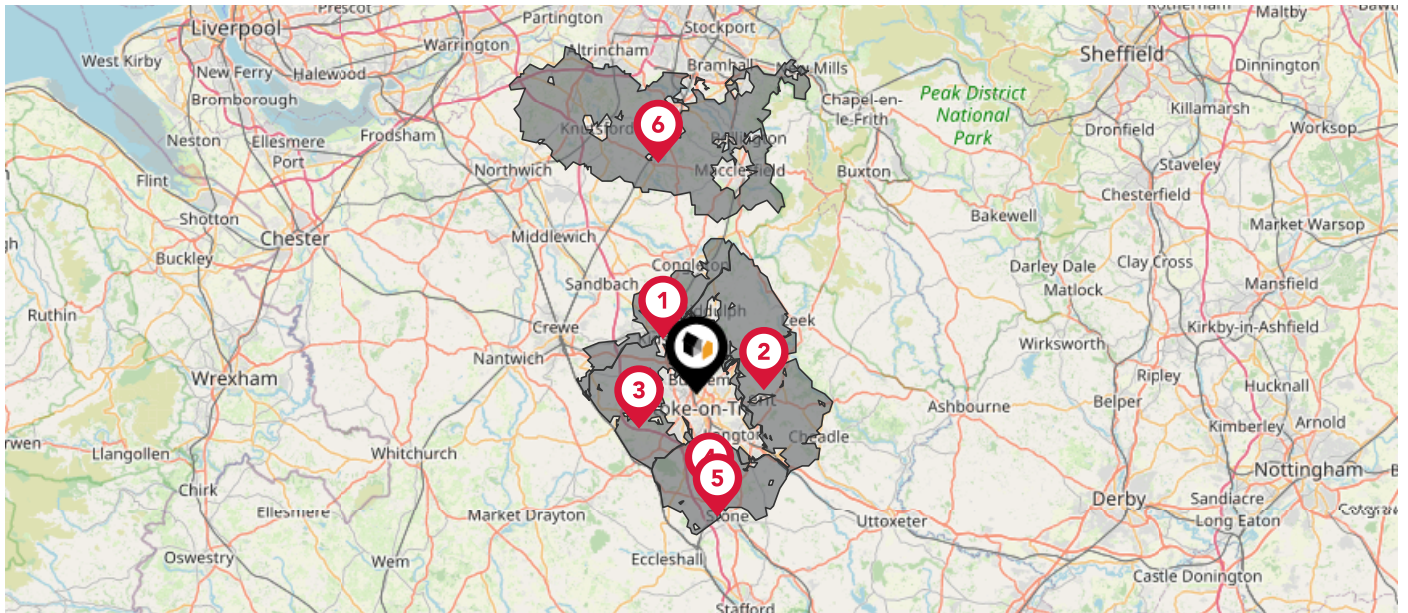 Prescot
Partington
Stockport
Rotherham
Maltby
Liverpool
Warrington
Altrincham
Sheffield
West Kirby
New Ferry
Halewood
Bramhall
New Mills
Dinnington
Bromborough
Chapel-en-
le-Frith
Peak District
National
Park
Killamarsh
Neston
Ellesmere
Port
Frodsham
Knutsford
6
Bollington
Dronfield
Worksop
Flint
Northwich
Macclesfield
Buxton
Staveley
Chesterfield
Shotton
Chester
Middlewich
Bakewell
Market Warsop
Buckley
Congleton
Darley Dale
Clay Cross
Sandbach
Matlock
Mansfield
Ruthin
1
ddulph
Leek
Crewe
Kirkby-in-Ashfield
Nantwich
2
Wirksworth
Wrexham
3
Ripley
Hucknall
oke-on-T
Ashbourne
Belper
Arnold
Kimberley
ngton
Cheadle
Llangollen
Whitchurch
4
Nottingham
5
Chirk
Derby
Sandiacre
Ellesmere
Market Drayton
Stone
Uttoxeter
Long Eaton
Oswestry
Wem
Eccleshall
Castle Donington
Stafford